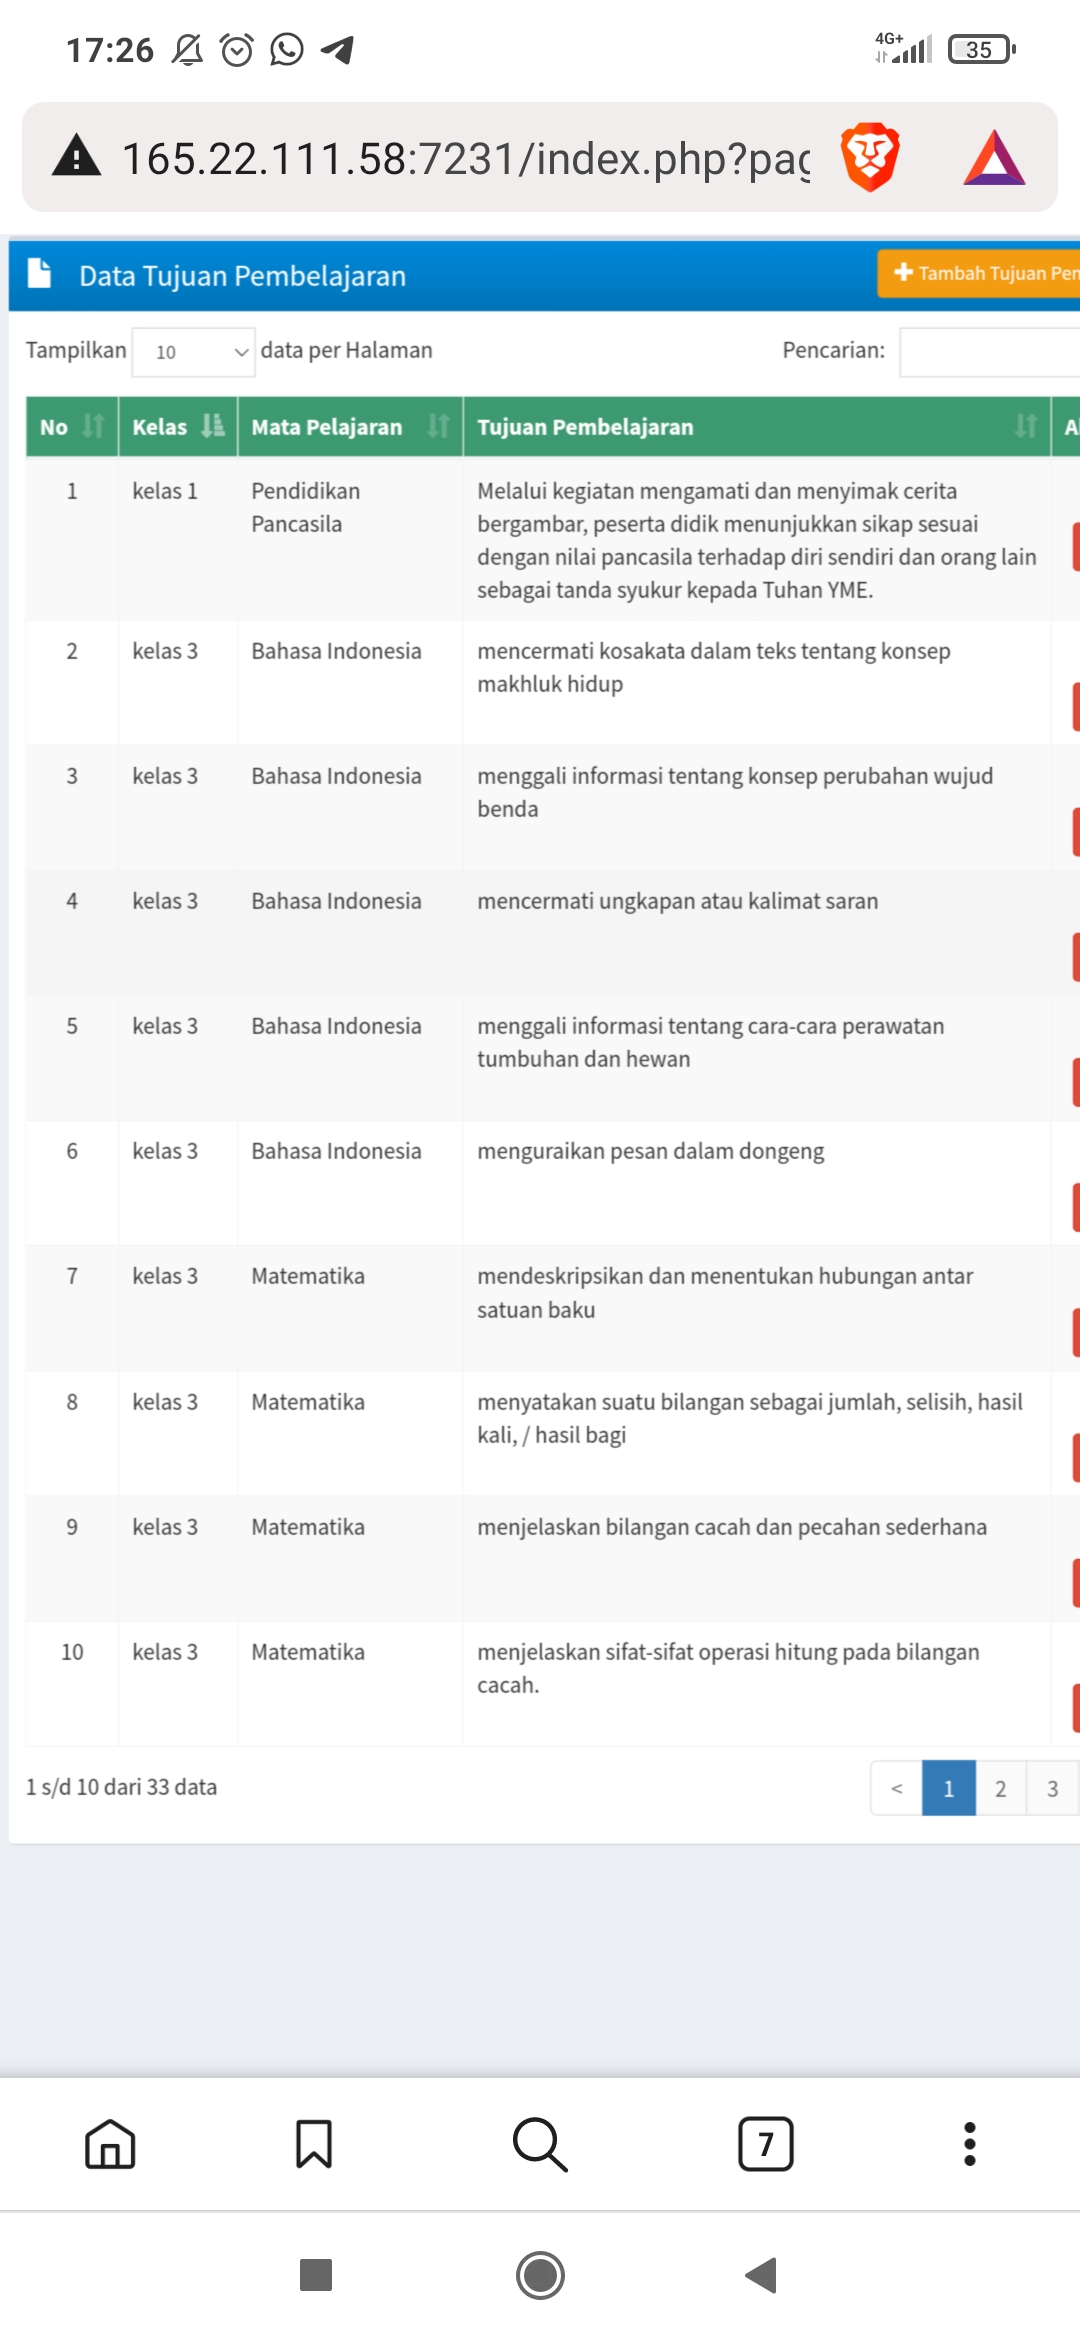 17:26
4G+
35
165.22.111.58:7231/index.php?pag
Data Tujuan Pembelajaran
Tambah Tujuan Pem
Tampilkan 10 data per Halaman
Pencarian:
No Kelas Mata Pelajaran Tujuan Pembelajaran
1 kelas 1 Pendidikan Melalui kegiatan mengamati dan menyimak cerita
Pancasila bergambar, peserta didik menunjukkan sikap sesuai
dengan nilai pancasila terhadap diri sendiri dan orang lain
sebagai tanda syukur kepada Tuhan YME.
2 kelas 3 Bahasa Indonesia mencermati kosakata dalam teks tentang konsep
makhluk hidup
3 kelas 3 Bahasa Indonesia menggali informasi tentang konsep perubahan wujud
benda
4 kelas 3 Bahasa Indonesia mencermati ungkapan atau kalimat saran
5 kelas 3 Bahasa Indonesia menggali informasi tentang cara-cara perawatan
tumbuhan dan hewan
6 kelas 3 Bahasa Indonesia menguraikan pesan dalam dongeng
7 kelas 3 Matematika mendeskripsikan dan menentukan hubungan antar
satuan baku
8 kelas 3 Matematika menyatakan suatu bilangan sebagai jumlah, selisih, hasil
kali, / hasil bagi
9 kelas 3 Matematika menjelaskan bilangan cacah dan pecahan sederhana
10 kelas 3 Matematika menjelaskan sifat-sifat operasi hitung pada bilangan
cacah.
1 s/d 10 dari 33 data
< 1 2 3
7